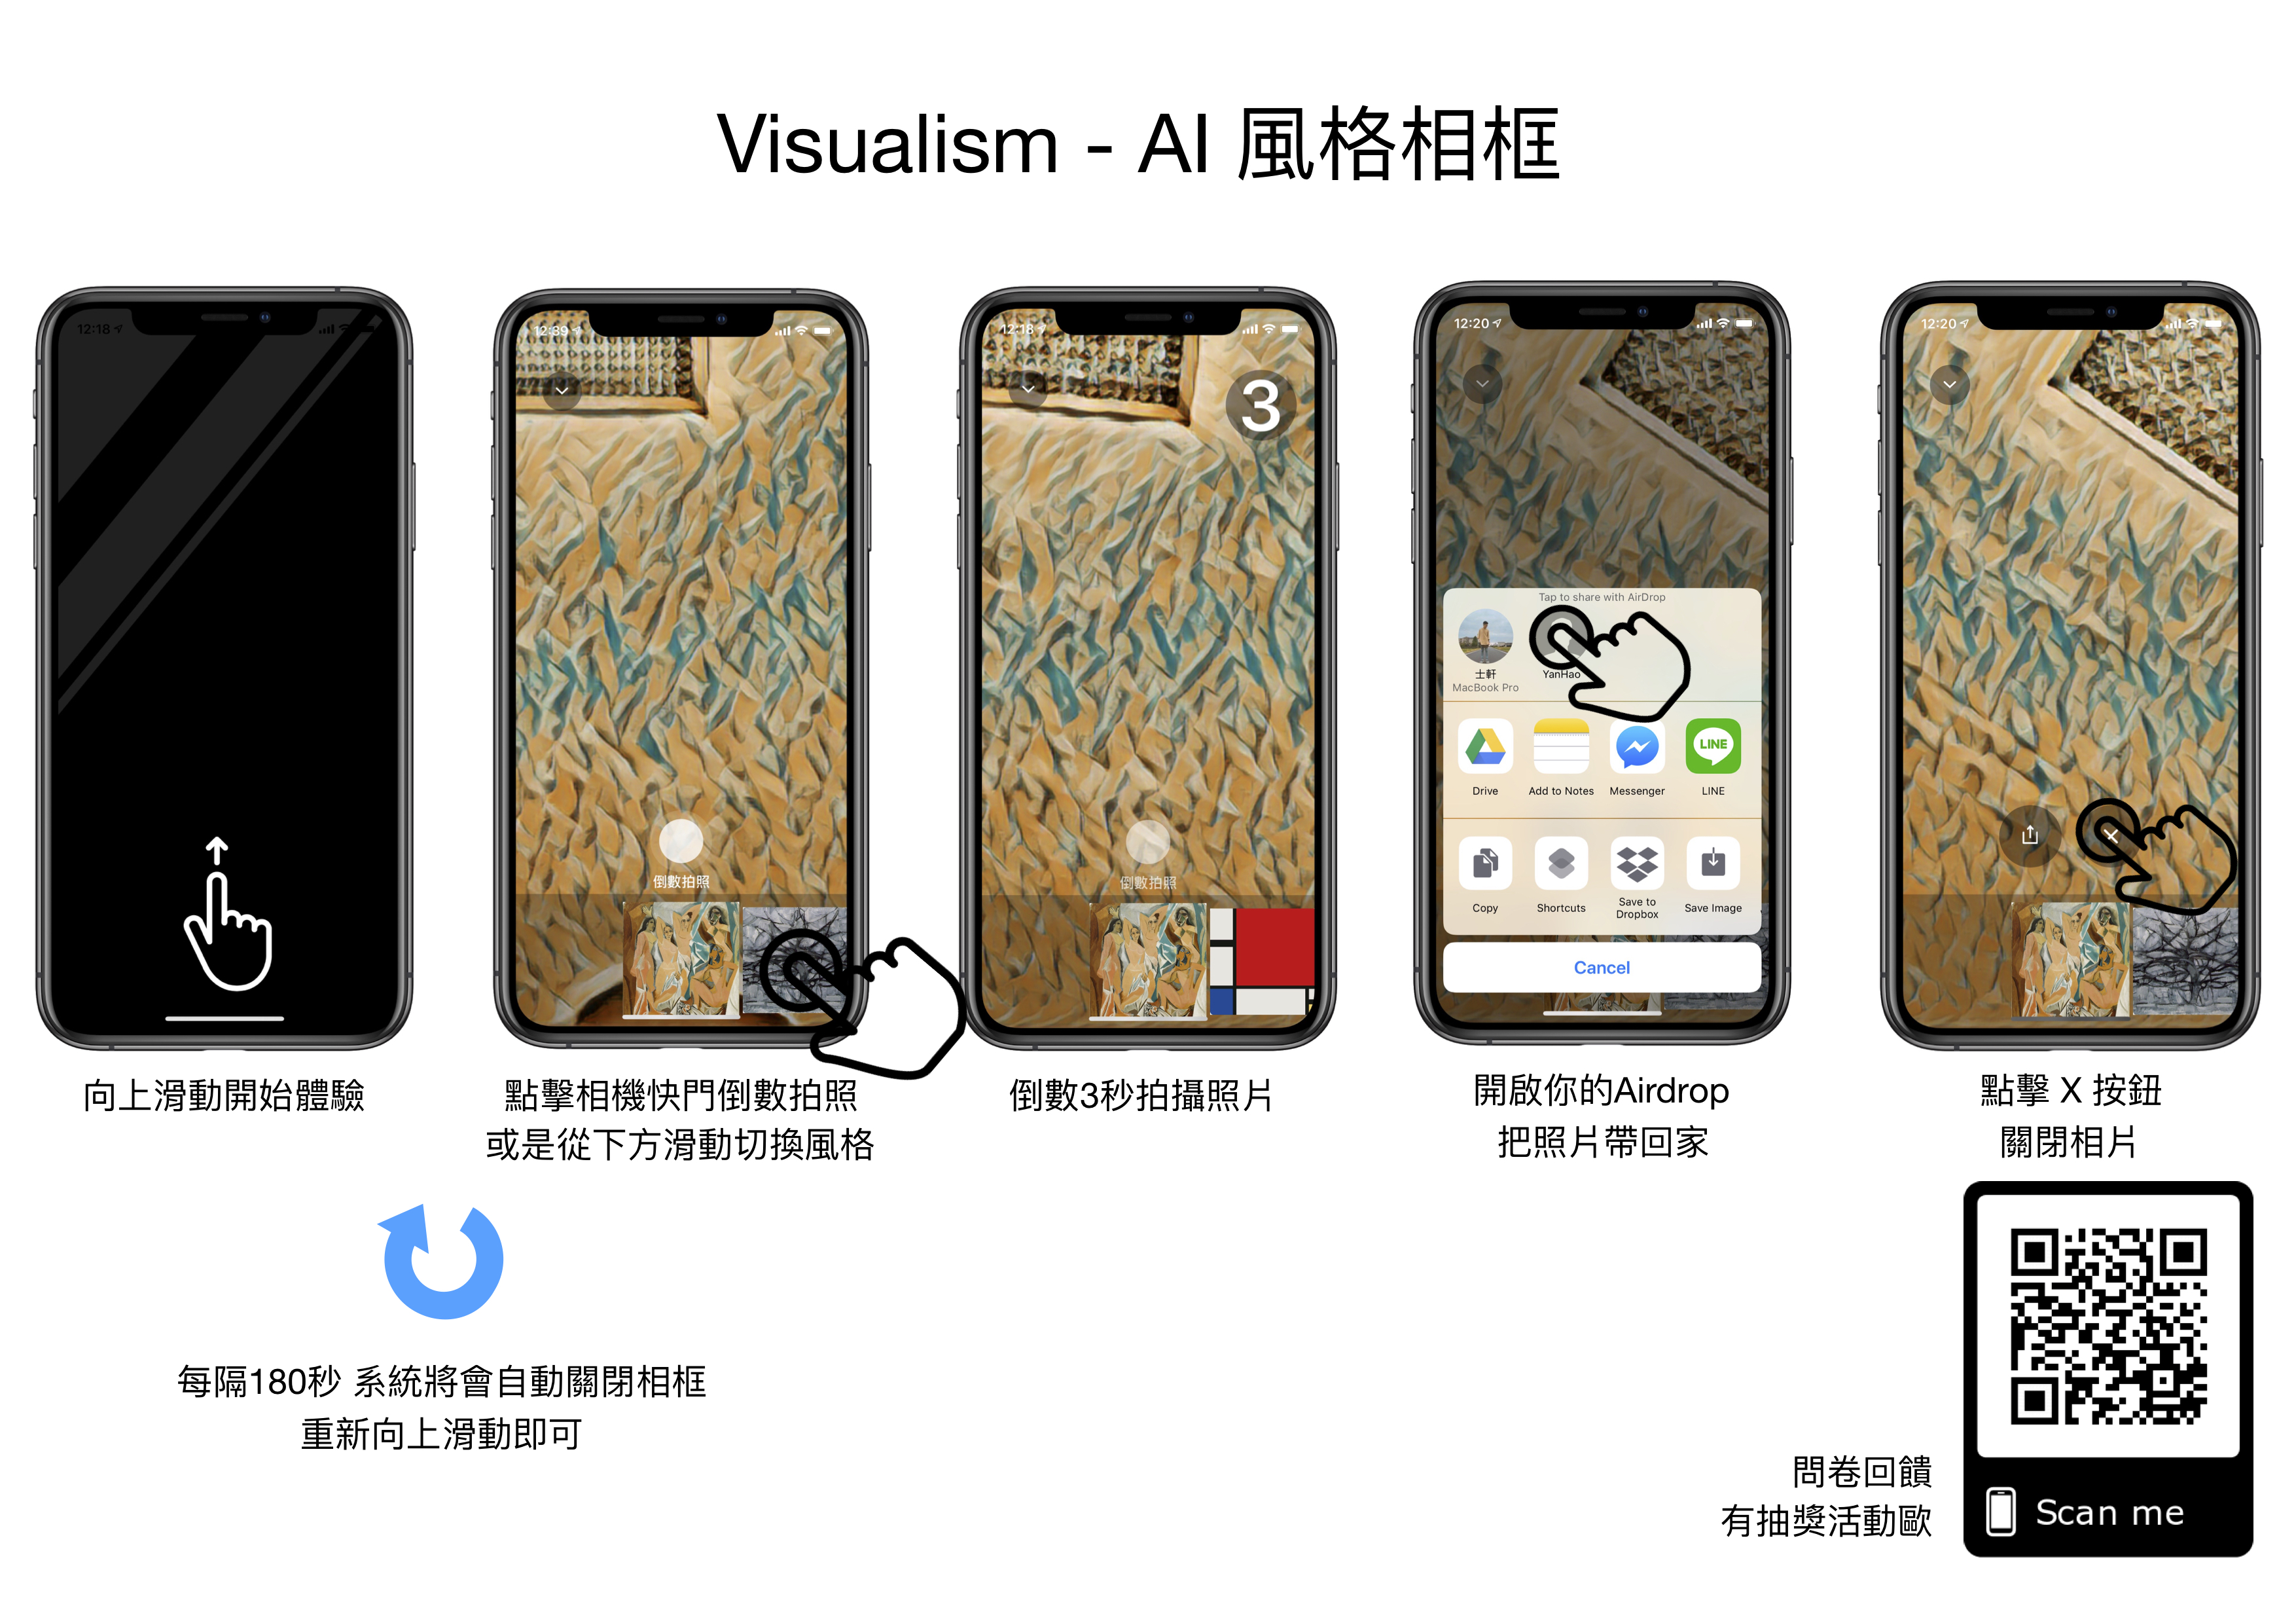 Visualism - AI 風格相框
12:18
12:39
倒數拍照
12:18
3
倒數拍照
12:20
Tap to share with AirDrop
士軒
MacBook Pro
YanHao
LINE
Drive
Add to Notes
Messenger
LINE
Copy
Shortcuts
Save to
Dropbox
Save Image
Cancel
12:20
向上滑動開始體驗
點擊相機快門倒數拍照
或是從下方滑動切換風格
倒數3秒拍攝照片
開啟你的Airdrop
把照片帶回家
點擊 X 按鈕
關閉相片
每隔180秒 系統將會自動關閉相框
重新向上滑動即可
問卷回饋
有抽獎活動歐
Scan me